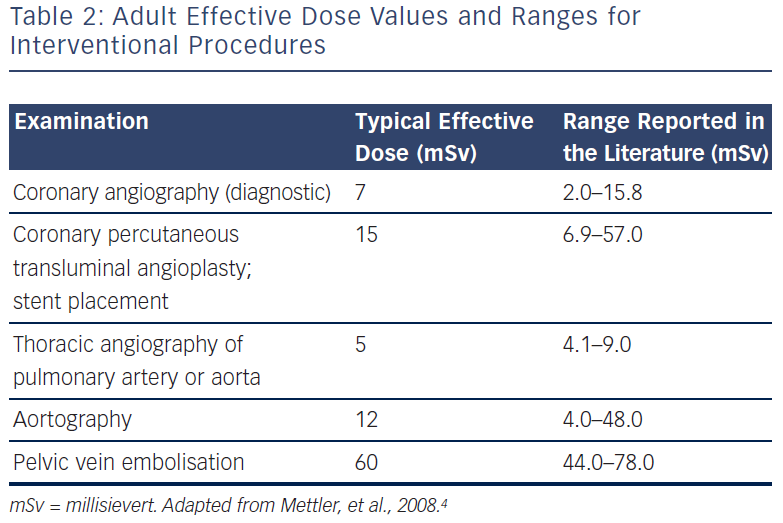 Table 2: Adult Effective Dose Values and Ranges for
Interventional Procedures
Examination Typical Effective Dose (mSv) Range Reported in the Literature (mSv)
Coronary angiography (diagnostic) 7 2.0–15.8
Coronary percutaneous transluminal angioplasty; stent placement 15 6.9–57.0
Thoracic angiography of pulmonary artery or aorta 5 4.1–9.0
Aortography 12 4.0–48.0
Pelvic vein embolisation 60 44.0–78.0
mSv = millisievert. Adapted from Mettler, et al., 2008.⁴